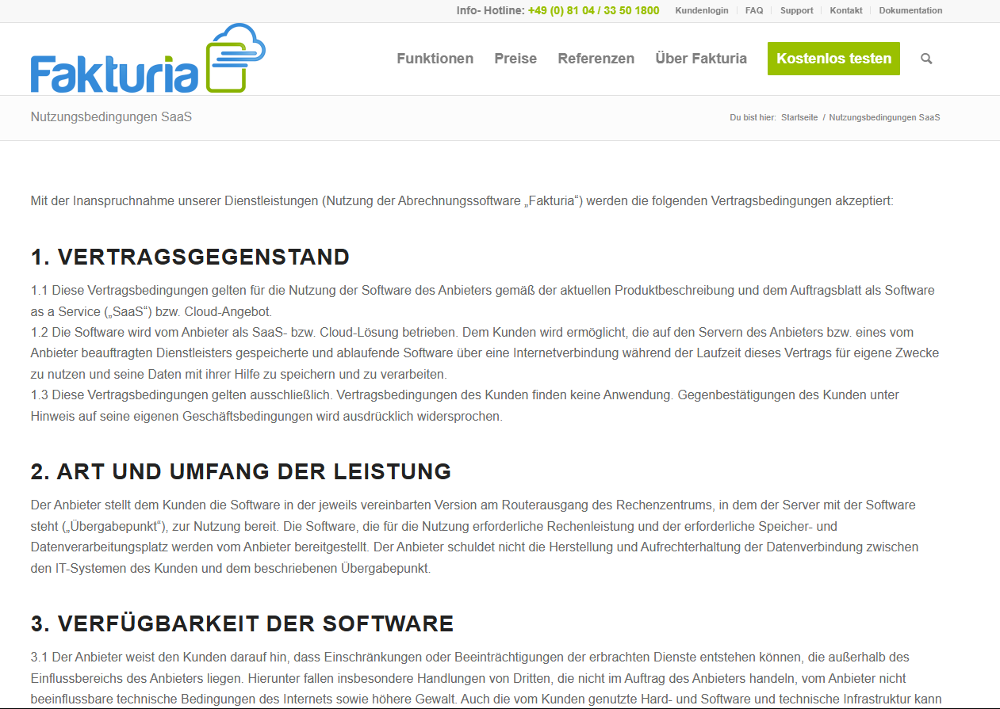 Info- Hotline: +49 (0) 81 04 / 33 50 1800 Kundenlogin FAQ Support Kontakt Dokumentation
Fakturia
Funktionen Preise Referenzen Über Fakturia Kostenlos testen
Nutzungsbedingungen SaaS
Du bist hier: Startseite / Nutzungsbedingungen SaaS
Mit der Inanspruchnahme unserer Dienstleistungen (Nutzung der Abrechnungssoftware „Fakturia“) werden die folgenden Vertragsbedingungen akzeptiert:
1. VERTRAGSGEGENSTAND
1.1 Diese Vertragsbedingungen gelten für die Nutzung der Software des Anbieters gemäß der aktuellen Produktbeschreibung und dem Auftragsblatt als Software
as a Service („SaaS“) bzw. Cloud-Angebot.
1.2 Die Software wird vom Anbieter als SaaS- bzw. Cloud-Lösung betrieben. Dem Kunden wird ermöglicht, die auf den Servern des Anbieters bzw. eines vom
Anbieter beauftragten Dienstleisters gespeicherte und ablaufende Software über eine Internetverbindung während der Laufzeit dieses Vertrags für eigene Zwecke
zu nutzen und seine Daten mit ihrer Hilfe zu speichern und zu verarbeiten.
1.3 Diese Vertragsbedingungen gelten ausschließlich. Vertragsbedingungen des Kunden finden keine Anwendung. Gegenbestätigungen des Kunden unter
Hinweis auf seine eigenen Geschäftsbedingungen wird ausdrücklich widersprochen.
2. ART UND UMFANG DER LEISTUNG
Der Anbieter stellt dem Kunden die Software in der jeweils vereinbarten Version am Routerausgang des Rechenzentrums, in dem der Server mit der Software
steht („Übergabepunkt“), zur Nutzung bereit. Die Software, die für die Nutzung erforderliche Rechenleistung und der erforderliche Speicher- und
Datenverarbeitungsplatz werden vom Anbieter bereitgestellt. Der Anbieter schuldet nicht die Herstellung und Aufrechterhaltung der Datenverbindung zwischen
den IT-Systemen des Kunden und dem beschriebenen Übergabepunkt.
3. VERFÜGBARKEIT DER SOFTWARE
3.1 Der Anbieter weist den Kunden darauf hin, dass Einschränkungen oder Beeinträchtigungen der erbrachten Dienste entstehen können, die außerhalb des
Einflussbereichs des Anbieters liegen. Hierunter fallen insbesondere Handlungen von Dritten, die nicht im Auftrag des Anbieters handeln, vom Anbieter nicht
beeinflussbare technische Bedingungen des Internets sowie höhere Gewalt. Auch die vom Kunden genutzte Hard- und Software und technische Infrastruktur kann